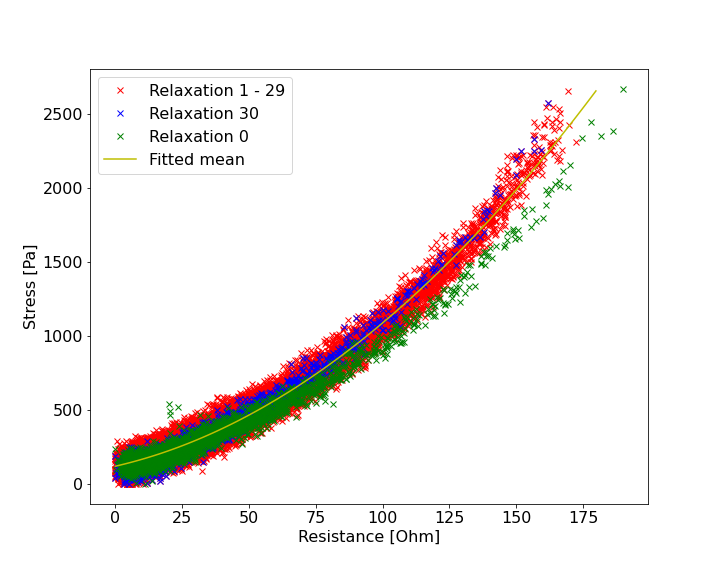 Relaxation 1 - 29
Relaxation 30
Relaxation 0
Fitted mean
2500
2000
1500
1000
500
0
Stress [Pa]
0 25 50 75 100 125 150 175
Resistance [Ohm]